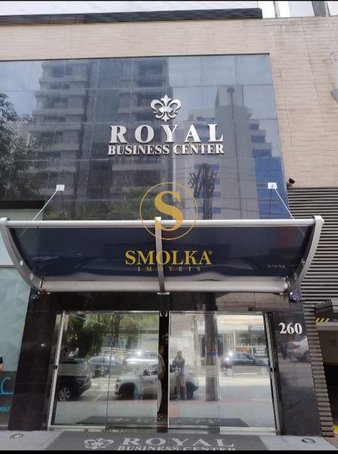 ROYAL
BUSINESS CENTER
S
SMOLKA
IMÓVEIS
260
ROYAL
BUSINESS CENTER